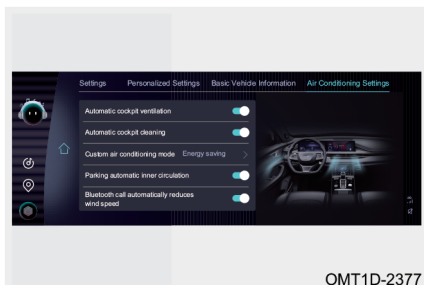 Settings Personalized Settings Basic Vehicle Information Air Conditioning Settings
Automatic cockpit ventilation
Automatic cockpit cleaning
Custom air conditioning mode Energy saving
Parking automatic inner circulation
Bluetooth call automatically reduces
wind speed
OMT1D-2377